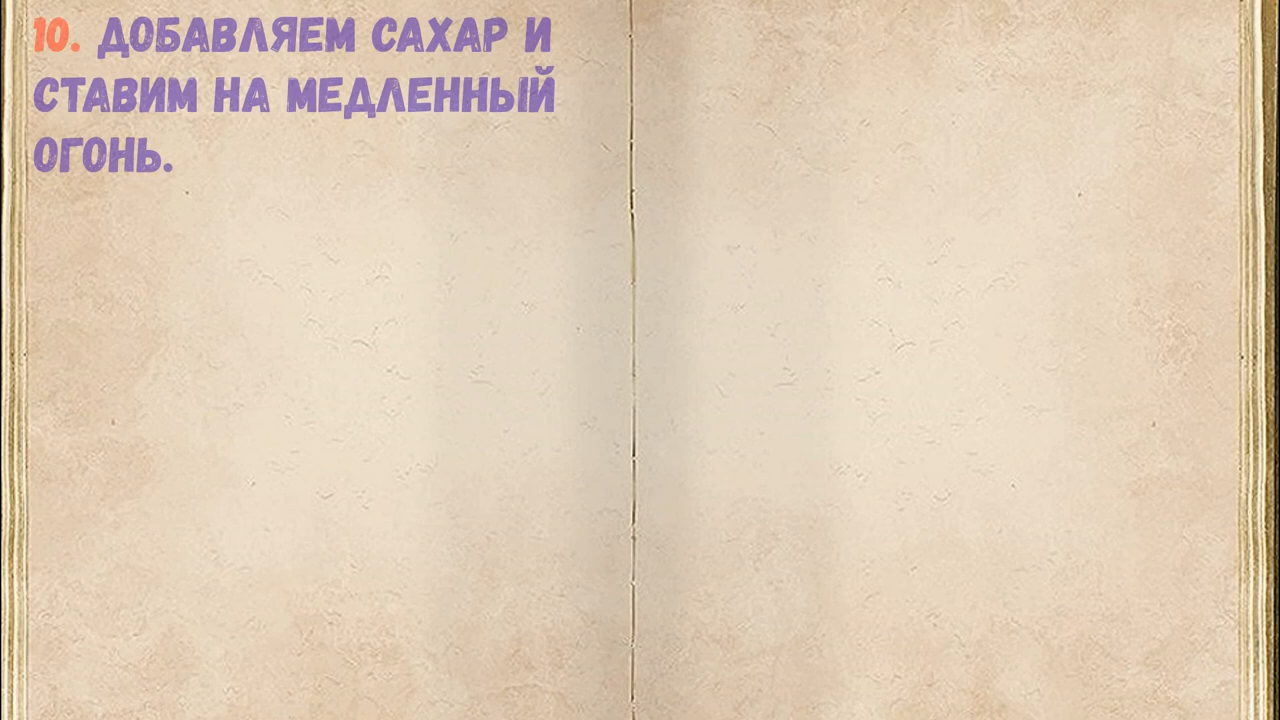 10. ДОБАВЛЯЕМ САХАР И
СТАВИМ НА МЕДЛЕННЫЙ
ОГОНЬ.